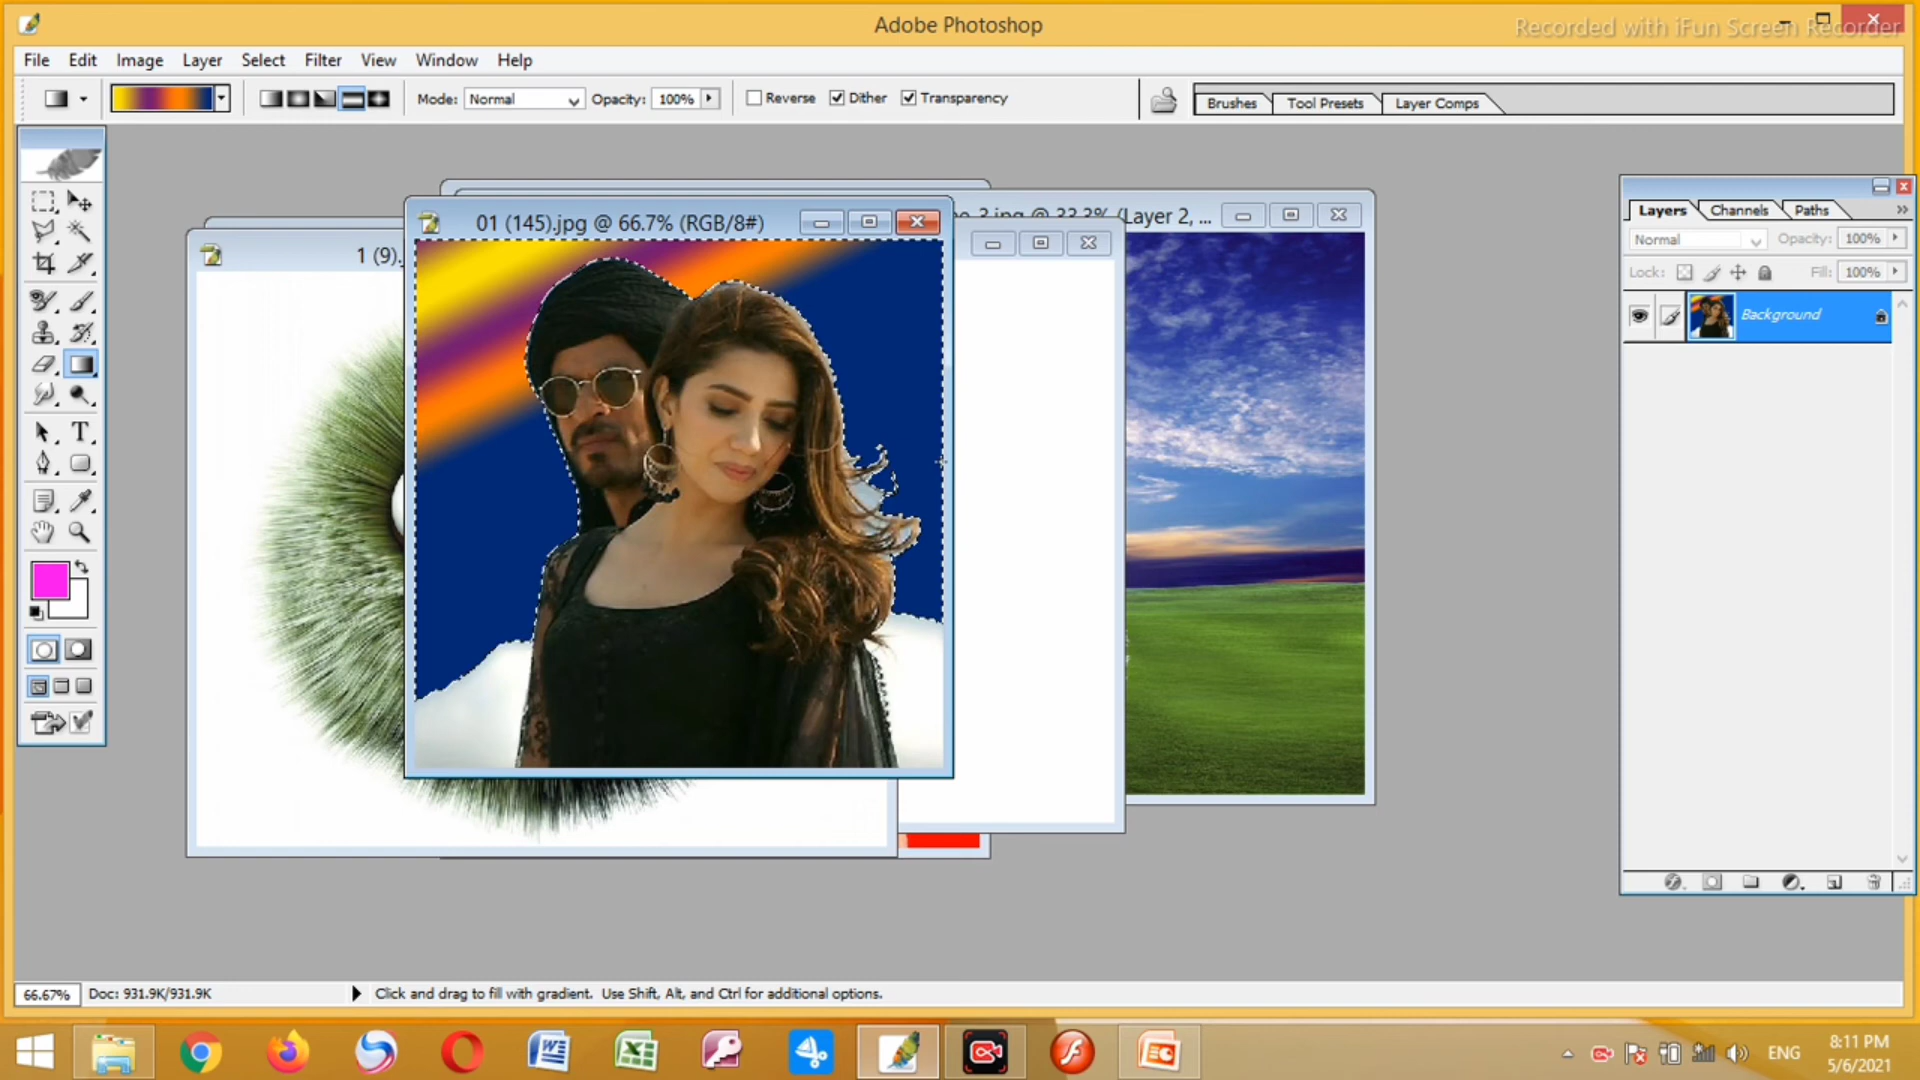 Adobe Photoshop
Recorded with iFun Screen Recorder
File Edit Image Layer Select Filter View Window Help
Mode: Normal Opacity: 100% Reverse Dither Transparency
Brushes Tool Presets Layer Comps
01 (145).jpg @ 66.7% (RGB/8#)
3.jpg @ 33.3% (Layer 2, ...
1 (9).
Layers Channels Paths
Normal Opacity: 100%
Lock: Fill: 100%
Background
T
66.67% Doc: 931.9K/931.9K Click and drag to fill with gradient. Use Shift, Alt, and Ctrl for additional options.
ENG
8:11 PM
5/6/2021